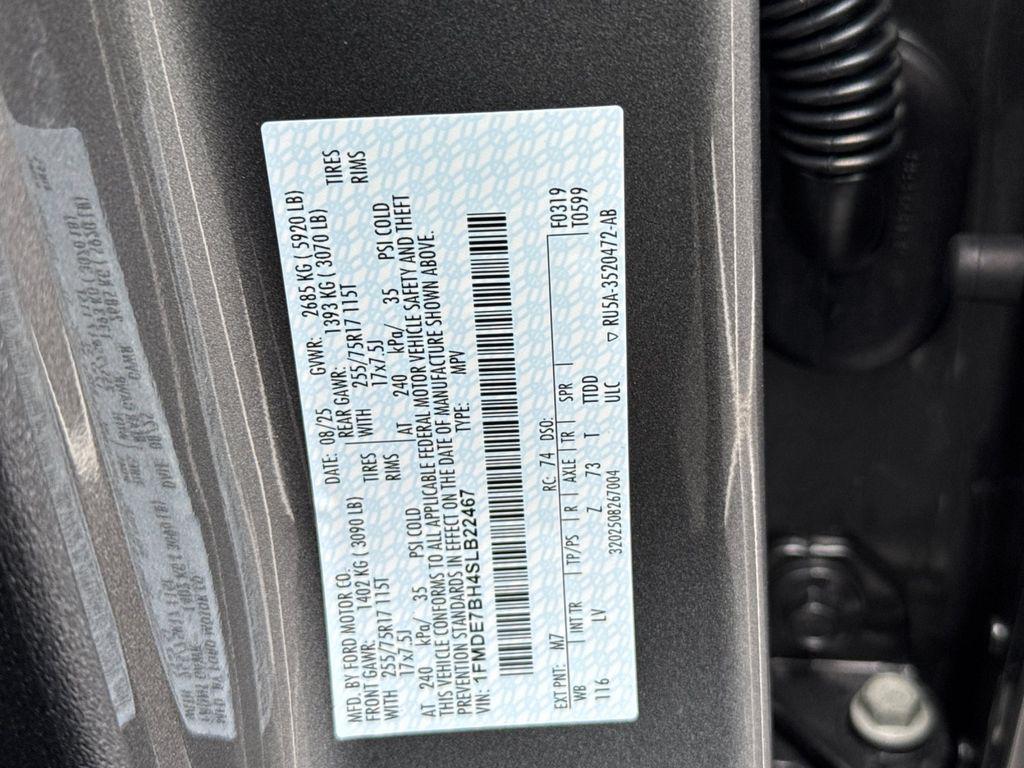 MFD. BY FORD MOTOR CO. DATE: 08/25 GVWR: 2685 KG ( 5920 LB)
FRONT GAWR: 1402 KG ( 3090 LB) REAR GAWR: 1393 KG ( 3070 LB)
WITH 255/75R17 115T TIRES WITH 255/75R17 115T TIRES
17x7.5J RIMS 17x7.5J RIMS
AT 240 kPa/ 35 PSI COLD AT 240 kPa/ 35 PSI COLD
THIS VEHICLE CONFORMS TO ALL APPLICABLE FEDERAL MOTOR VEHICLE SAFETY AND THEFT
PREVENTION STANDARDS IN EFFECT ON THE DATE OF MANUFACTURE SHOWN ABOVE.
VIN: 1FMDE7BH4SLB22467 TYPE: MPV
EXT PNT: M7 RC: 74 DSO: F0319
WB INTTR TP/PS R AXLE TR SPR T0599
116 LV Z 73 T TTDD
ULC
32025082670​04 ▽ RU5A-3520472-AB